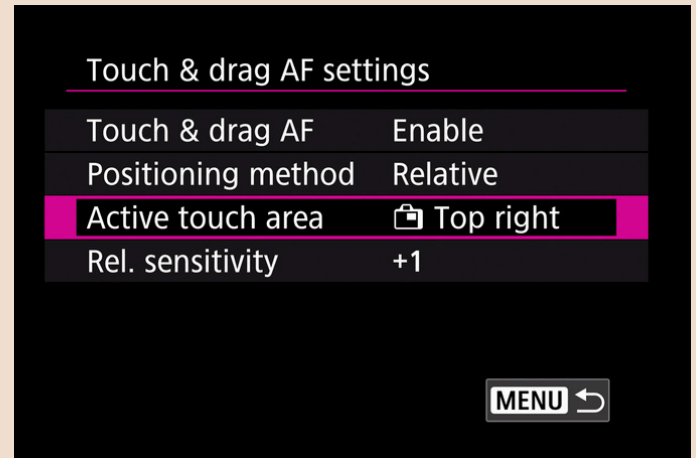 Touch & drag AF settings
Touch & drag AF Enable
Positioning method Relative
Active touch area Top right
Rel. sensitivity +1
MENU